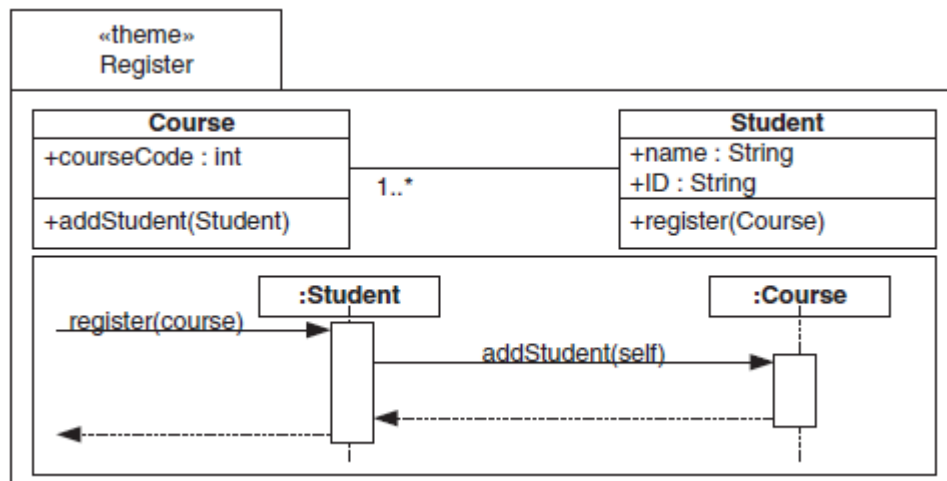 «theme»
Register
Course
+courseCode : int
+addStudent(Student)
1..*
Student
+name : String
+ID : String
+register(Course)
:Student
:Course
register(course)
addStudent(self)